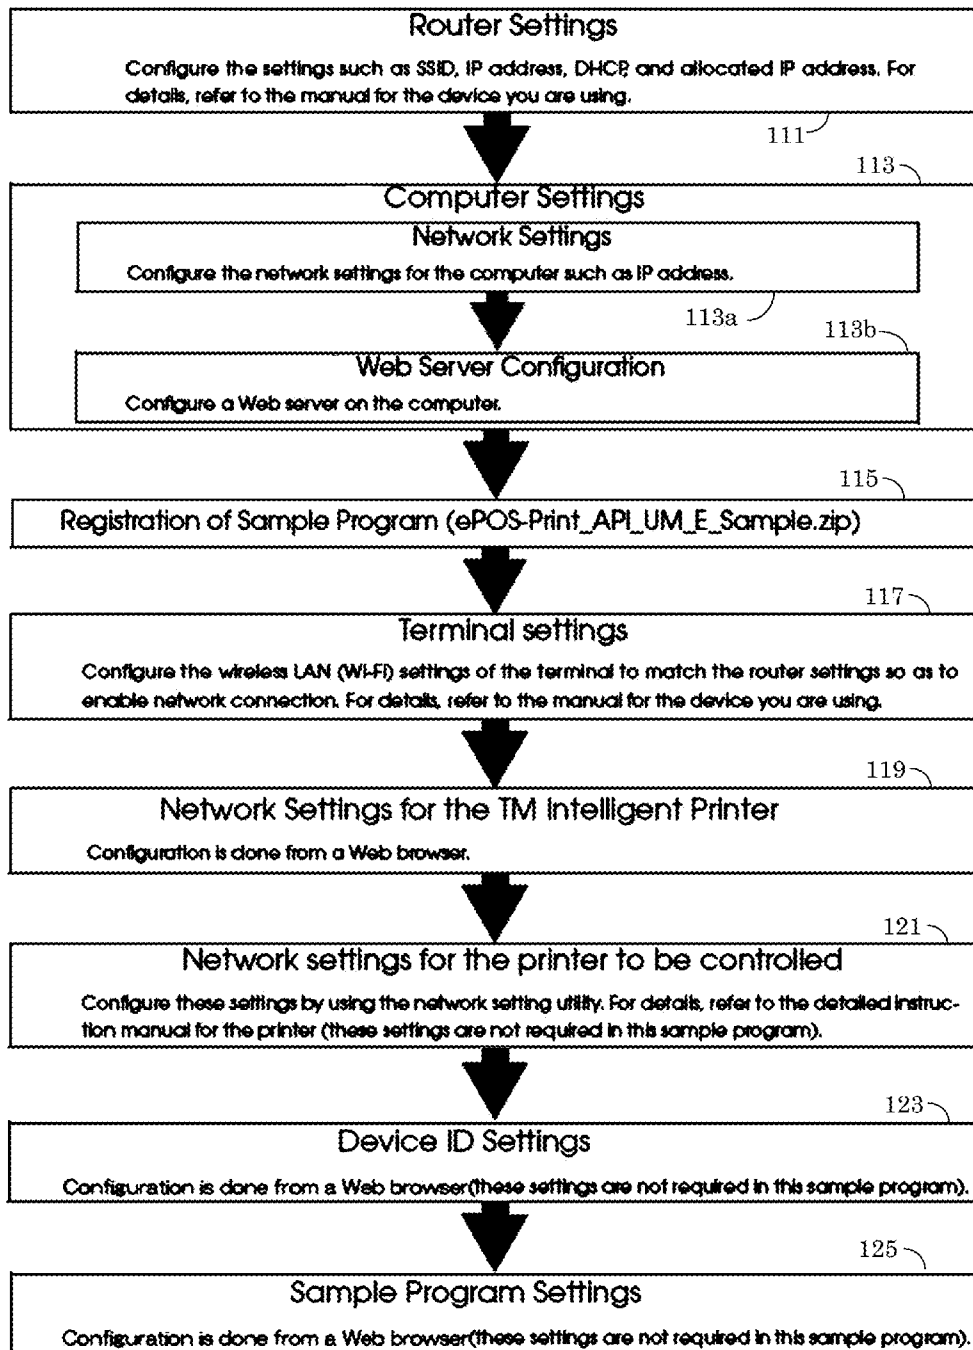 Router Settings
Configure the settings such as SSID, IP address, DHCP, and allocated IP address. For
details, refer to the manual for the device you are using.
111
113
Computer Settings
Network Settings
Configure the network settings for the computer such as IP address.
113a
113b
Web Server Configuration
Configure a Web server on the computer.
115
Registration of Sample Program (ePOS-Print_API_UM_E_Sample.zip)
117
Terminal settings
Configure the wireless LAN (Wi-Fi) settings of the terminal to match the router settings so as to
enable network connection. For details, refer to the manual for the device you are using.
119
Network Settings for the TM Intelligent Printer
Configuration is done from a Web browser.
121
Network settings for the printer to be controlled
Configure these settings by using the network setting utility. For details, refer to the detailed instruc-
tion manual for the printer (these settings are not required in this sample program).
123
Device ID Settings
Configuration is done from a Web browser(these settings are not required in this sample program).
125
Sample Program Settings
Configuration is done from a Web browser(these settings are not required in this sample program).